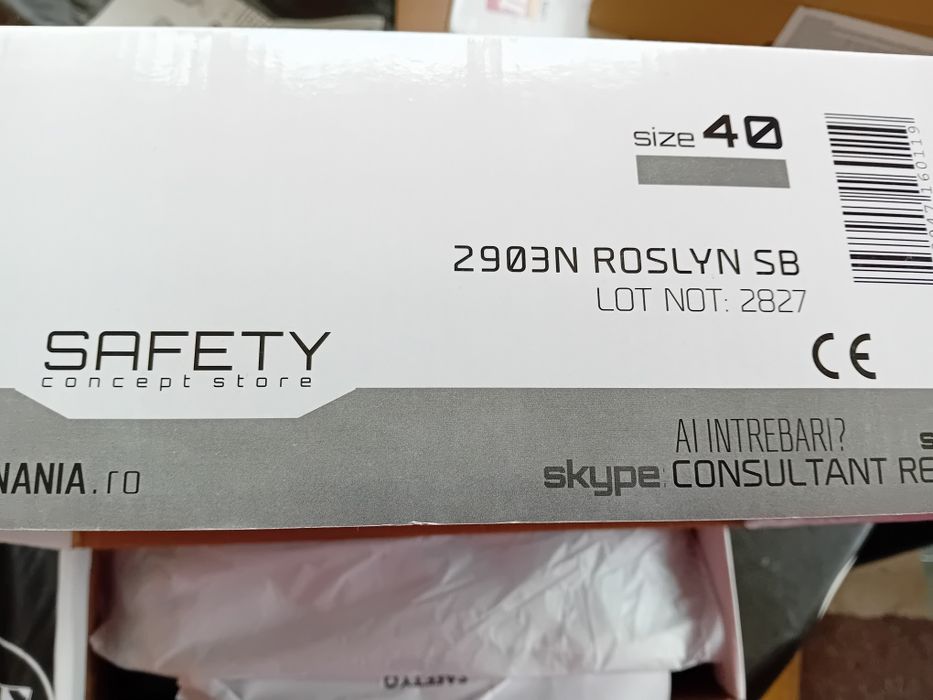 size 40
2903N ROSLYN SB
LOT NOT: 2827
CE
SAFETY
concept store
AI INTREBARI?
NANIA.ro
skype: CONSULTANT RE
160119